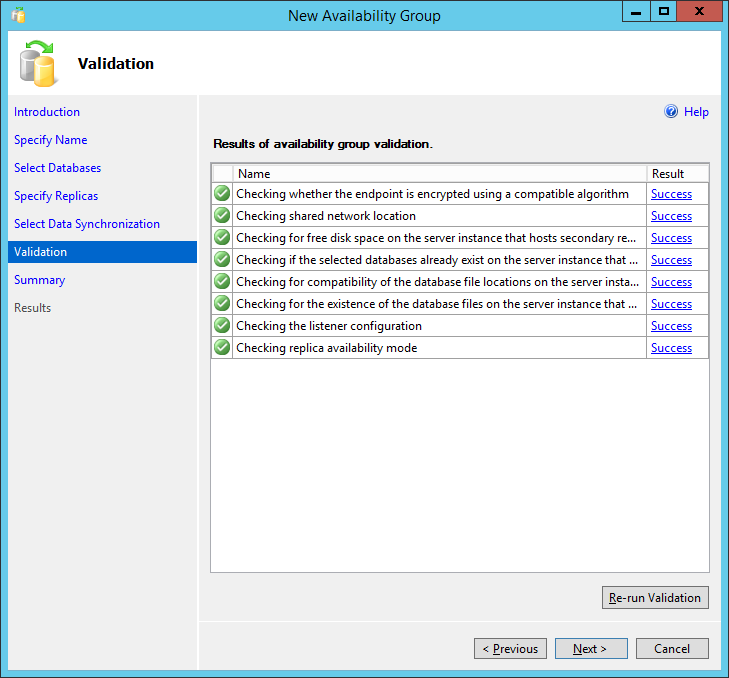 New Availability Group
Validation
Introduction
Specify Name
Select Databases
Specify Replicas
Select Data Synchronization
Validation
Summary
Results
Help
Results of availability group validation.
Name Result
Checking whether the endpoint is encrypted using a compatible algorithm Success
Checking shared network location Success
Checking for free disk space on the server instance that hosts secondary re... Success
Checking if the selected databases already exist on the server instance that ... Success
Checking for compatibility of the database file locations on the server insta... Success
Checking for the existence of the database files on the server instance that ... Success
Checking the listener configuration Success
Checking replica availability mode Success
Re-run Validation
< Previous Next > Cancel